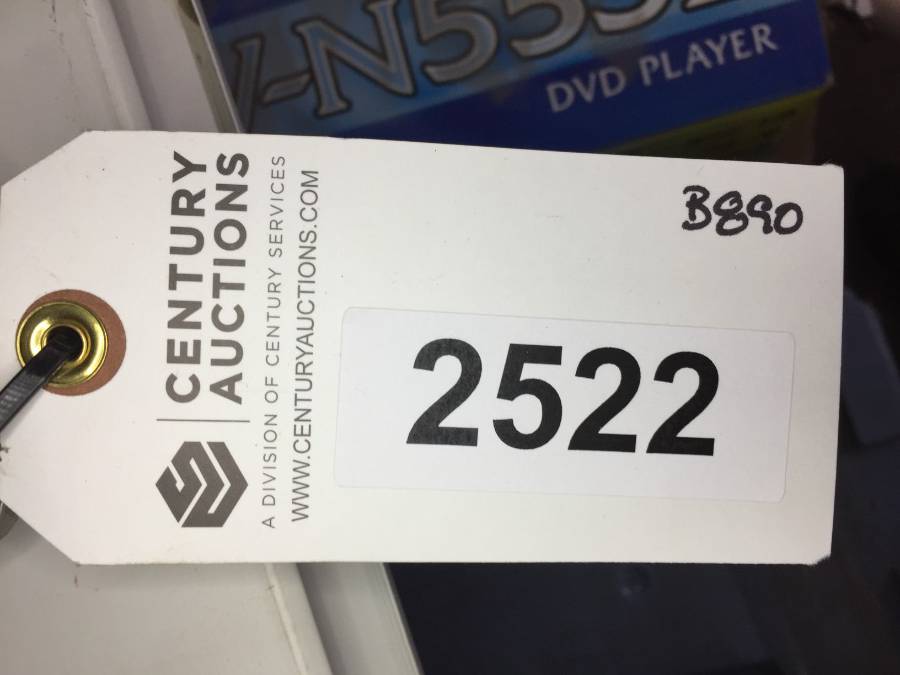 DVD PLAYER
CENTURY
AUCTIONS
A DIVISION OF CENTURY SERVICES
WWW.CENTURYAUCTIONS.COM
B890
2522